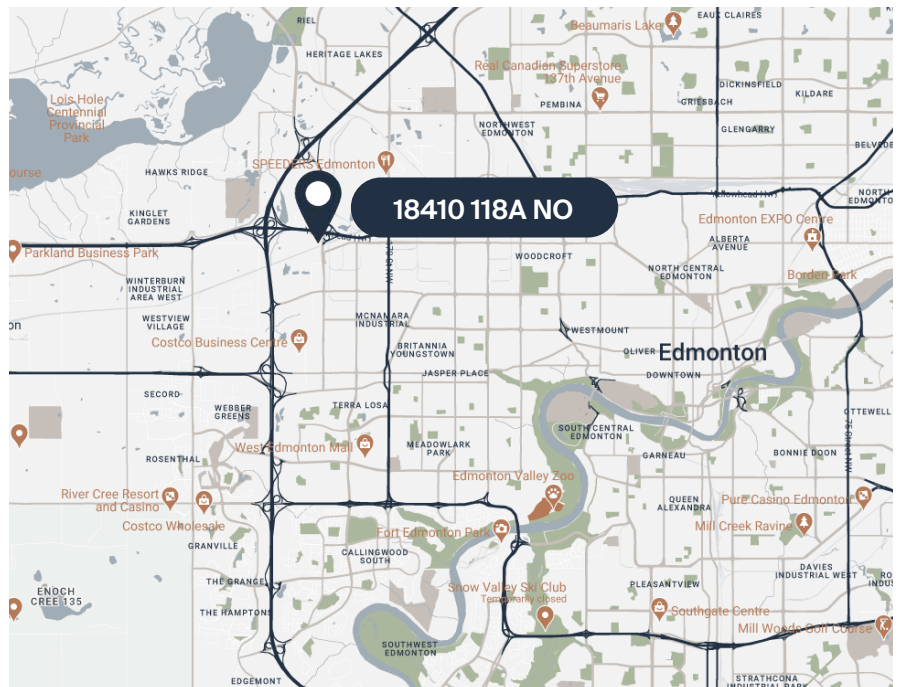 RIEL
EAUX CLAIRES
Beaumaris Lake
HERITAGE LAKES
Real Canadian Superstore
137th Avenue
DICKINSFIELD
KILDARE
Lois Hole
Centennial
Provincial
Park
PEMBINA
GRIESBACH
NORTHWEST
EDMONTON
GLENGARRY
BELVEDE
SPEEDERS Edmonton
ourse
HAWKS RIDGE
18410 118A NO
Yellowhead Hwy
NORTH
EDMONTON
KINGLET
GARDENS
Edmonton EXPO Centre
ALBERTA
AVENUE
Parkland Business Park
WOODCROFT
NORTH CENTRAL
EDMONTON
Borden Park
WINTERBURN
INDUSTRIAL
AREA WEST
on
WESTVIEW
VILLAGE
MCNAMARA
INDUSTRIAL
WESTMOUNT
Costco Business Centre
BRITANNIA
YOUNGSTOWN
OLIVER
Edmonton
DOWNTOWN
JASPER PLACE
SECORD
WEBBER
GREENS
TERRA LOSA
OTTEWELL
SOUTH CENTRAL
EDMONTON
West Edmonton Mall
MEADOWLARK
PARK
ROSENTHAL
GARNEAU
BONNIE DOON
Edmonton Valley Zoo
River Cree Resort
and Casino
QUEEN
ALEXANDRA
Pure Casino Edmonton
Costco Wholesale
Fort Edmonton Park
Mill Creek Ravine
GRANVILLE
CALLINGWOOD
SOUTH
DAVIES
INDUSTRIAL WEST
THE GRANGE
Snow Valley Ski Club
Temporarily closed
PLEASANTVIEW
ENOCH
CREE 135
THE HAMPTONS
Southgate Centre
Mill Woods Golf Course
SOUTHWEST
EDMONTON
EDGEMONT
STRATHCONA
INDUSTRIAL PARK